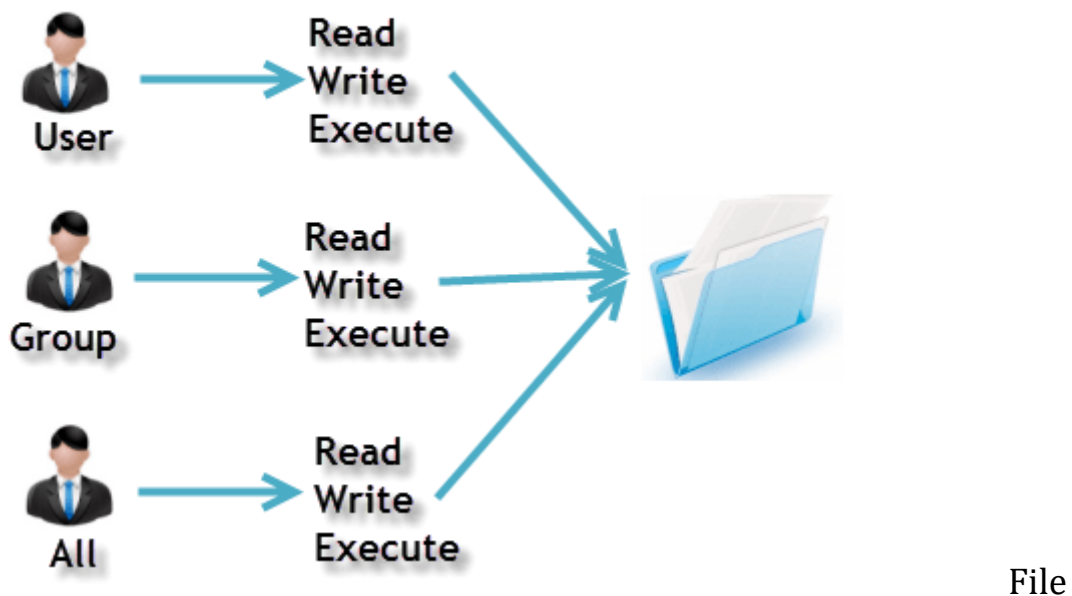 Read
Write
Execute
User
Read
Write
Execute
Group
Read
Write
Execute
All
File